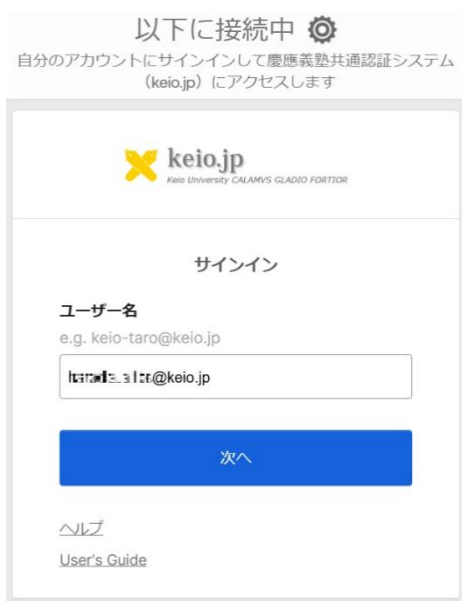 以下に接続中
自分のアカウントにサインインして慶應義塾共通認証システム
（keio.jp）にアクセスします
keio.jp
Keio University CALAMVS GLADIO FORTIOR
サインイン
ユーザー名
e.g. keio-taro@keio.jp
@keio.jp
次へ
ヘルプ
User's Guide